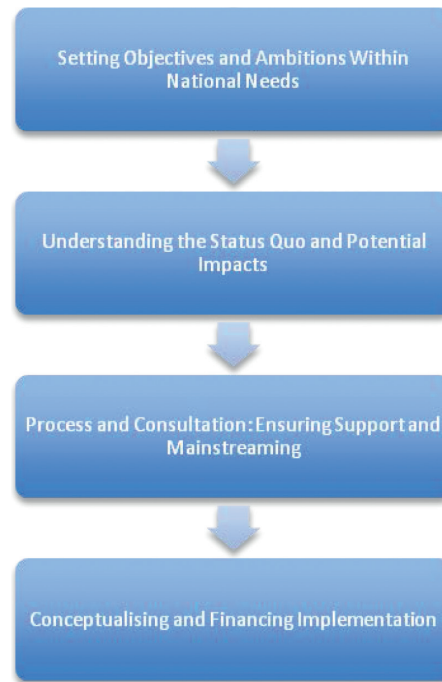 Setting Objectives and Ambitions Within
National Needs
Understanding the Status Quo and Potential
Impacts
Process and Consultation: Ensuring Support and
Mainstreaming
Conceptualising and Financing Implementation